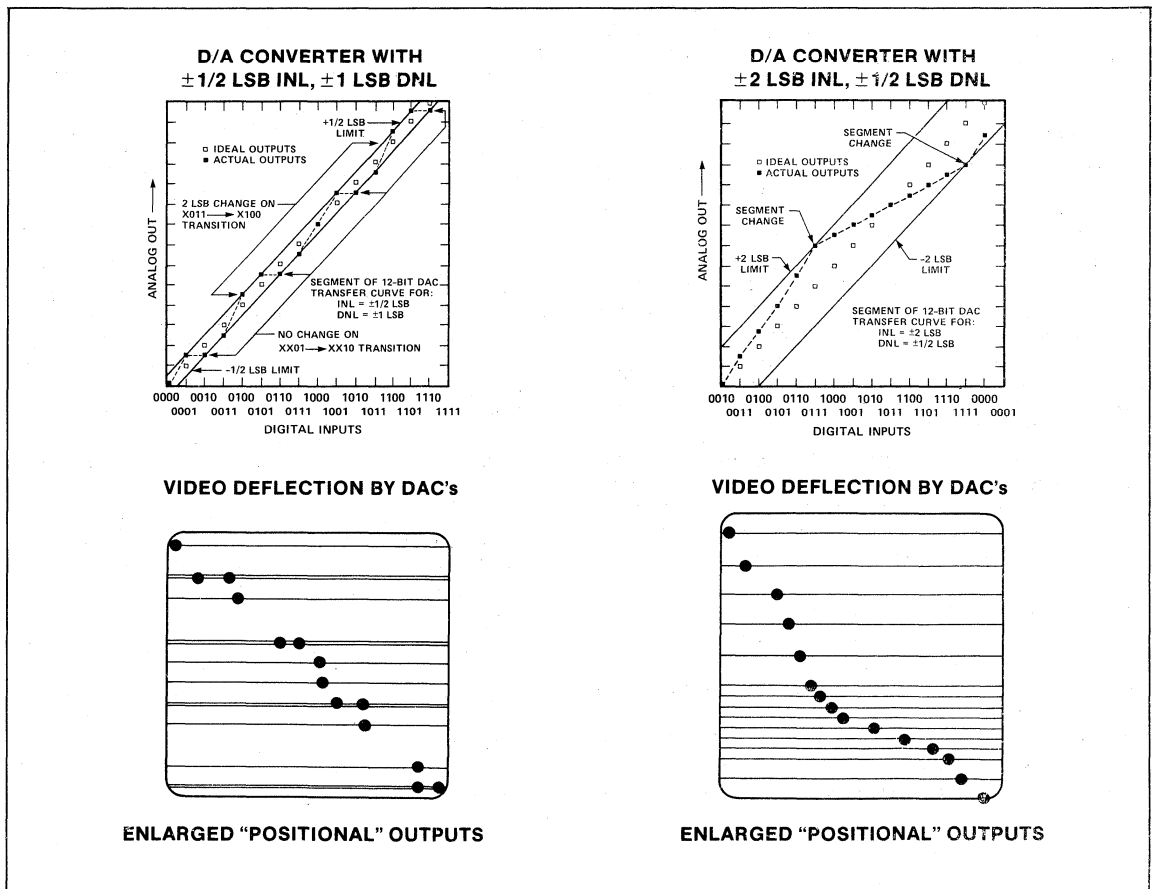 D/A CONVERTER WITH
±1/2 LSB INL, ±1 LSB DNL
+1/2 LSB
LIMIT
□ IDEAL OUTPUTS
■ ACTUAL OUTPUTS
2 LSB CHANGE ON
X011 → X100
TRANSITION
ANALOG OUT →
SEGMENT OF 12-BIT DAC
TRANSFER CURVE FOR:
INL = ±1/2 LSB
DNL = ±1 LSB
NO CHANGE ON
XX01 → XX10 TRANSITION
-1/2 LSB LIMIT
0000 0010 0100 0110 1000 1010 1100 1110
0001 0011 0101 0111 1001 1011 1101 1111
DIGITAL INPUTS
VIDEO DEFLECTION BY DAC's
ENLARGED "POSITIONAL" OUTPUTS
D/A CONVERTER WITH
±2 LSB INL, ±1/2 LSB DNL
SEGMENT
CHANGE
□ IDEAL OUTPUTS
■ ACTUAL OUTPUTS
SEGMENT
CHANGE
ANALOG OUT →
+2 LSB
LIMIT
-2 LSB
LIMIT
SEGMENT OF 12-BIT DAC
TRANSFER CURVE FOR:
INL = ±2 LSB
DNL = ±1/2 LSB
0010 0100 0110 1000 1010 1100 1110 0000
0011 0101 0111 1001 1011 1101 1111 0001
DIGITAL INPUTS
VIDEO DEFLECTION BY DAC's
ENLARGED "POSITIONAL" OUTPUTS